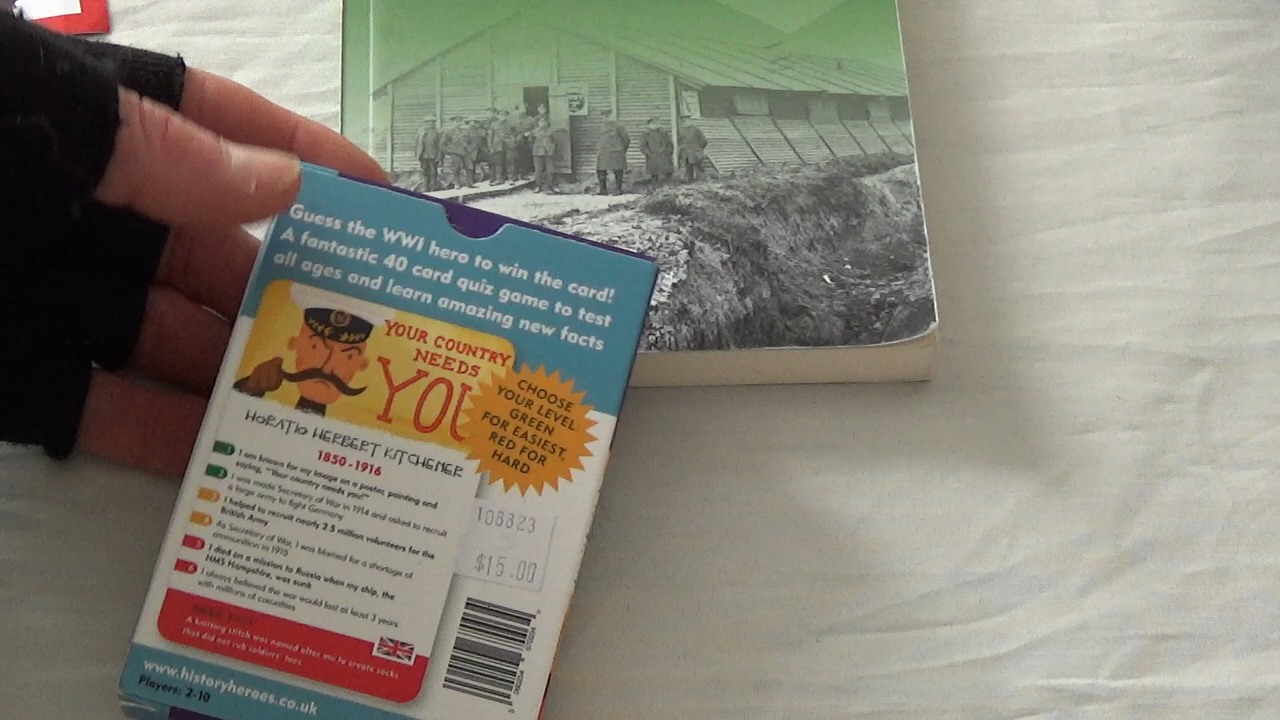 Guess the WWI hero to win the card!
A fantastic 40 card quiz game to test
all ages and learn amazing new facts
YOUR COUNTRY
NEEDS
YOU
CHOOSE
YOUR LEVEL
GREEN
FOR EASIEST,
RED FOR
HARD
HORATIO HERBERT KITCHENER
1850-1916
1 I am known for my image on a poster, pointing and
saying, "Your country needs you!"
2 I was made Secretary of War in 1914 and asked to recruit
a large army to fight Germany
3 I helped to recruit nearly 2.5 million volunteers for the
British Army
4 As Secretary of War, I was blamed for a shortage of
ammunition in 1915
5 I died on a mission to Russia when my ship, the
HMS Hampshire, was sunk
6 I always believed the war would last at least 3 years
with millions of casualties
A knitting stitch was named after me to create socks
that did not rub soldiers' toes
108823
$15.00
www.historyheroes.co.uk
Players: 2-10